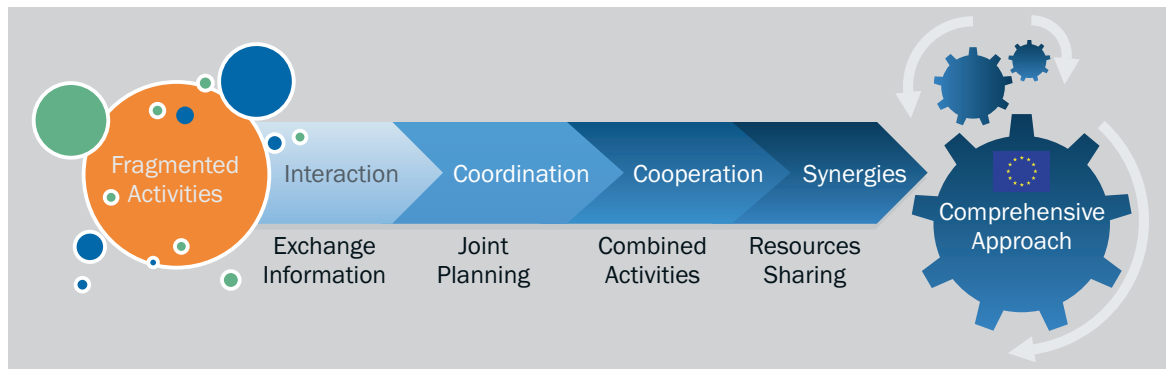 Fragmented
Activities
Interaction
Coordination
Cooperation
Synergies
Exchange
Information
Joint
Planning
Combined
Activities
Resources
Sharing
Comprehensive
Approach